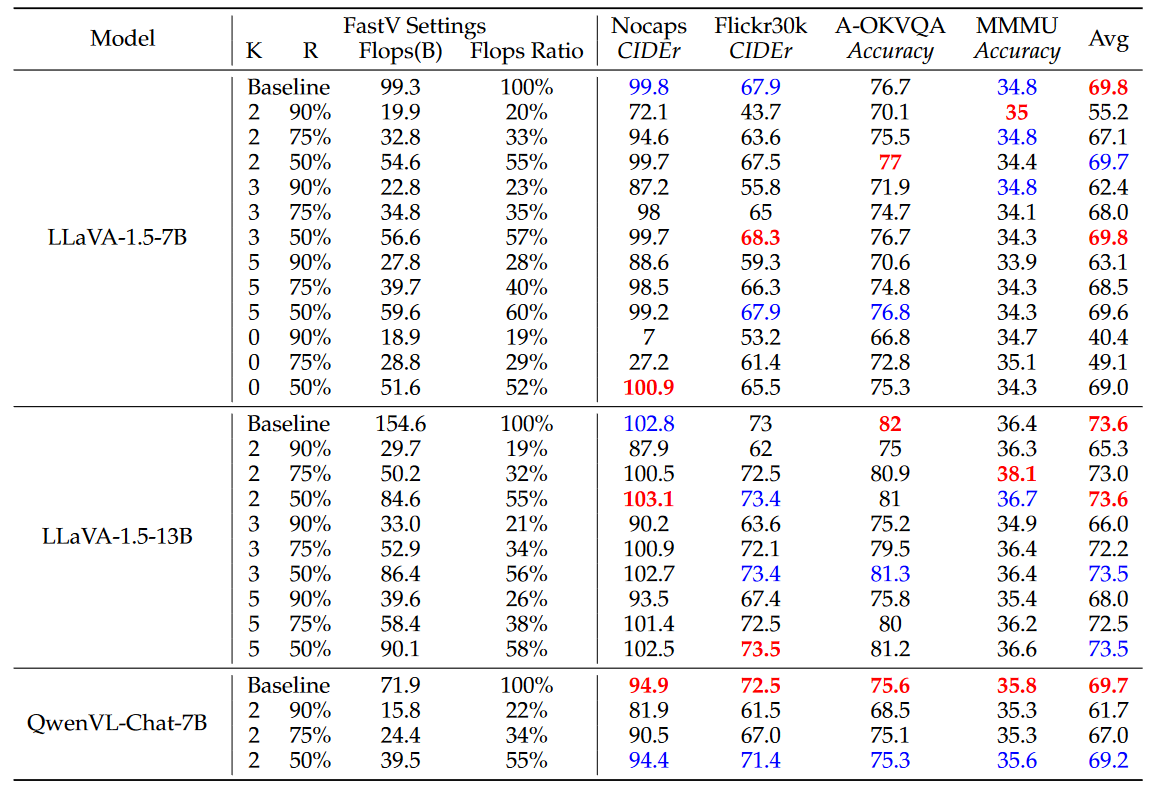 Model FastV Settings Nocaps Flickr30k A-OKVQA MMMU Avg
K R Flops(B) Flops Ratio CIDEr CIDEr Accuracy Accuracy
LLaVA-1.5-7B
Baseline 99.3 100% 99.8 67.9 76.7 34.8 69.8
2 90% 19.9 20% 72.1 43.7 70.1 35 55.2
2 75% 32.8 33% 94.6 63.6 75.5 34.8 67.1
2 50% 54.6 55% 99.7 67.5 77 34.4 69.7
3 90% 22.8 23% 87.2 55.8 71.9 34.8 62.4
3 75% 34.8 35% 98 65 74.7 34.1 68.0
3 50% 56.6 57% 99.7 68.3 76.7 34.3 69.8
5 90% 27.8 28% 88.6 59.3 70.6 33.9 63.1
5 75% 39.7 40% 98.5 66.3 74.8 34.3 68.5
5 50% 59.6 60% 99.2 67.9 76.8 34.3 69.6
0 90% 18.9 19% 7 53.2 66.8 34.7 40.4
0 75% 28.8 29% 27.2 61.4 72.8 35.1 49.1
0 50% 51.6 52% 100.9 65.5 75.3 34.3 69.0
LLaVA-1.5-13B
Baseline 154.6 100% 102.8 73 82 36.4 73.6
2 90% 29.7 19% 87.9 62 75 36.3 65.3
2 75% 50.2 32% 100.5 72.5 80.9 38.1 73.0
2 50% 84.6 55% 103.1 73.4 81 36.7 73.6
3 90% 33.0 21% 90.2 63.6 75.2 34.9 66.0
3 75% 52.9 34% 100.9 72.1 79.5 36.4 72.2
3 50% 86.4 56% 102.7 73.4 81.3 36.4 73.5
5 90% 39.6 26% 93.5 67.4 75.8 35.4 68.0
5 75% 58.4 38% 101.4 72.5 80 36.2 72.5
5 50% 90.1 58% 102.5 73.5 81.2 36.6 73.5
QwenVL-Chat-7B
Baseline 71.9 100% 94.9 72.5 75.6 35.8 69.7
2 90% 15.8 22% 81.9 61.5 68.5 35.3 61.7
2 75% 24.4 34% 90.5 67.0 75.1 35.3 67.0
2 50% 39.5 55% 94.4 71.4 75.3 35.6 69.2